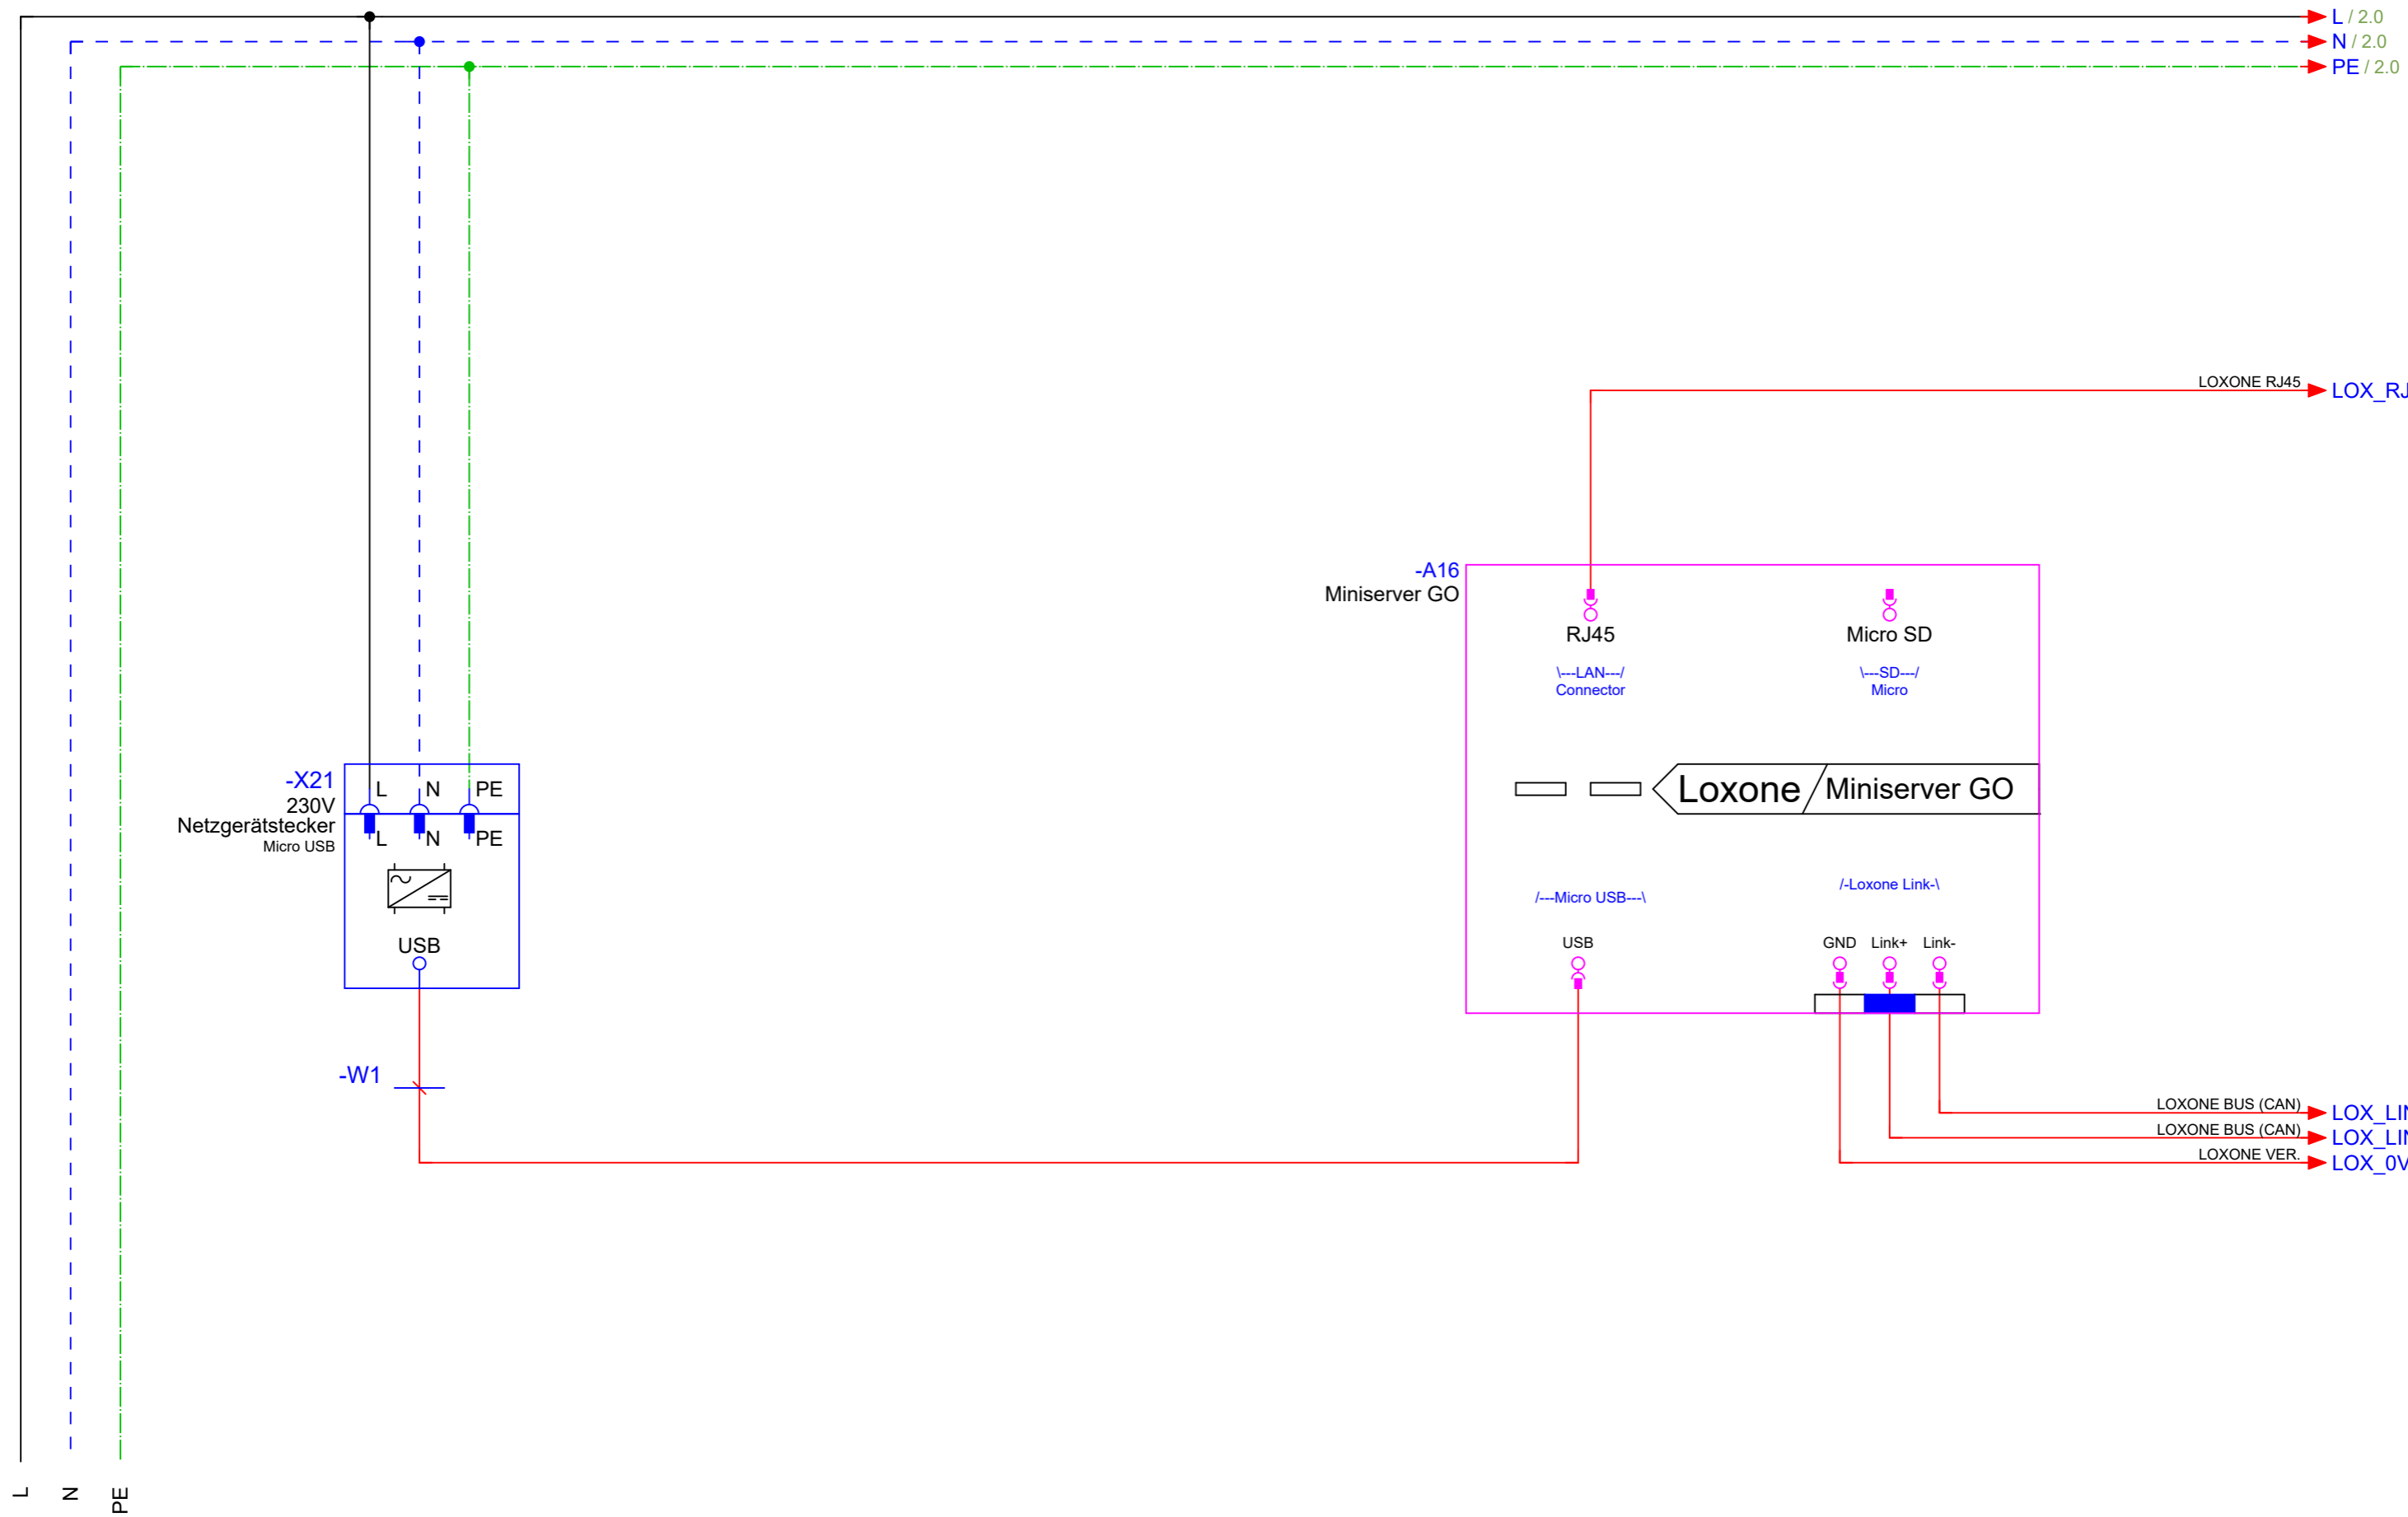 L / 2.0
N / 2.0
PE / 2.0
LOXONE RJ45
LOX_RJ
-A16
Miniserver GO
RJ45
Micro SD
\---LAN---/
Connector
\---SD---/
Micro
-X21
230V
Netzgerätstecker
Micro USB
L N PE
L N PE
USB
Loxone
Miniserver GO
/---Micro USB---\
/-Loxone Link-\
USB
GND Link+ Link-
-W1
LOXONE BUS (CAN)
LOXONE BUS (CAN)
LOXONE VER.
LOX_0V
L
N
PE